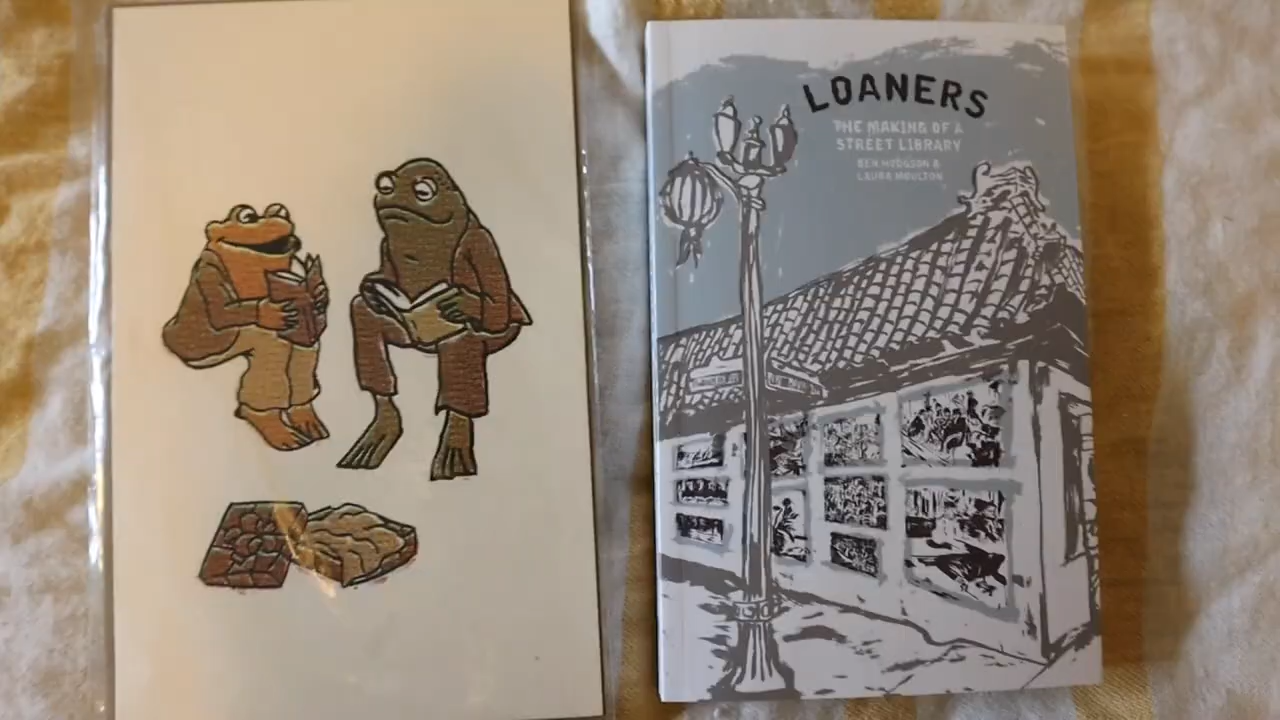 LOANERS
THE MAKING OF A
STREET LIBRARY
BEN HODGSON &
LAURA MOULTON